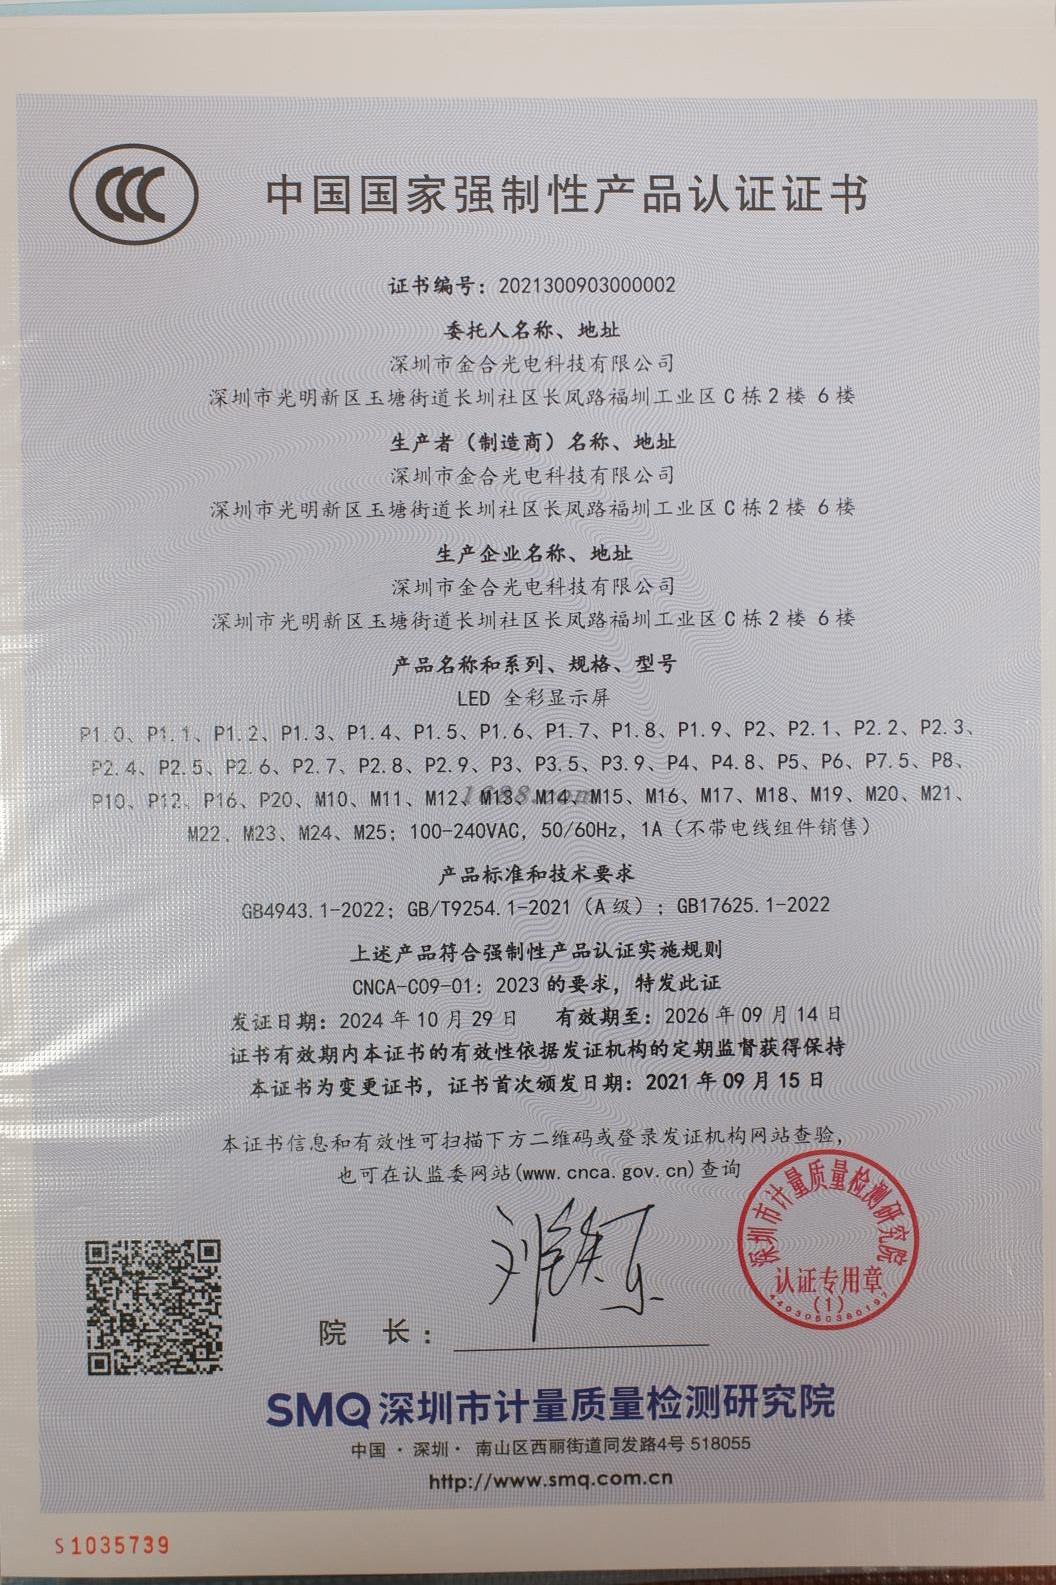 CCC
中国国家强制性产品认证证书
证书编号：2021300903000002
委托人名称、地址
深圳市金合光电科技有限公司
深圳市光明新区玉塘街道长圳社区长凤路福圳工业区C栋2楼 6楼
生产者（制造商）名称、地址
深圳市金合光电科技有限公司
深圳市光明新区玉塘街道长圳社区长凤路福圳工业区C栋2楼 6楼
生产企业名称、地址
深圳市金合光电科技有限公司
深圳市光明新区玉塘街道长圳社区长凤路福圳工业区C栋2楼 6楼
产品名称和系列、规格、型号
LED 全彩显示屏
P1.0、P1.1、P1.2、P1.3、P1.4、P1.5、P1.6、P1.7、P1.8、P1.9、P2、P2.1、P2.2、P2.3、
P2.4、P2.5、P2.6、P2.7、P2.8、P2.9、P3、P3.5、P3.9、P4、P4.8、P5、P6、P7.5、P8、
P10、P12、P16、P20、M10、M11、M12、M13、M14、M15、M16、M17、M18、M19、M20、M21、
1688.com
M22、M23、M24、M25；100-240VAC, 50/60Hz, 1A（不带电线组件销售）
产品标准和技术要求
GB4943.1-2022；GB/T9254.1-2021（A级）；GB17625.1-2022
上述产品符合强制性产品认证实施规则
CNCA-C09-01：2023的要求，特发此证
发证日期：2024年10月29日 有效期至：2026年09月14日
证书有效期内本证书的有效性依据发证机构的定期监督获得保持
本证书为变更证书，证书首次颁发日期：2021年09月15日
本证书信息和有效性可扫描下方二维码或登录发证机构网站查验，
也可在认监委网站(www.cnca.gov.cn)查询
深圳市计量质量检测研究院
认证专用章
(1)
4403050380197
院 长：
SMQ深圳市计量质量检测研究院
中国·深圳· 南山区西丽街道同发路4号 518055
http://www.smq.com.cn
S1035739